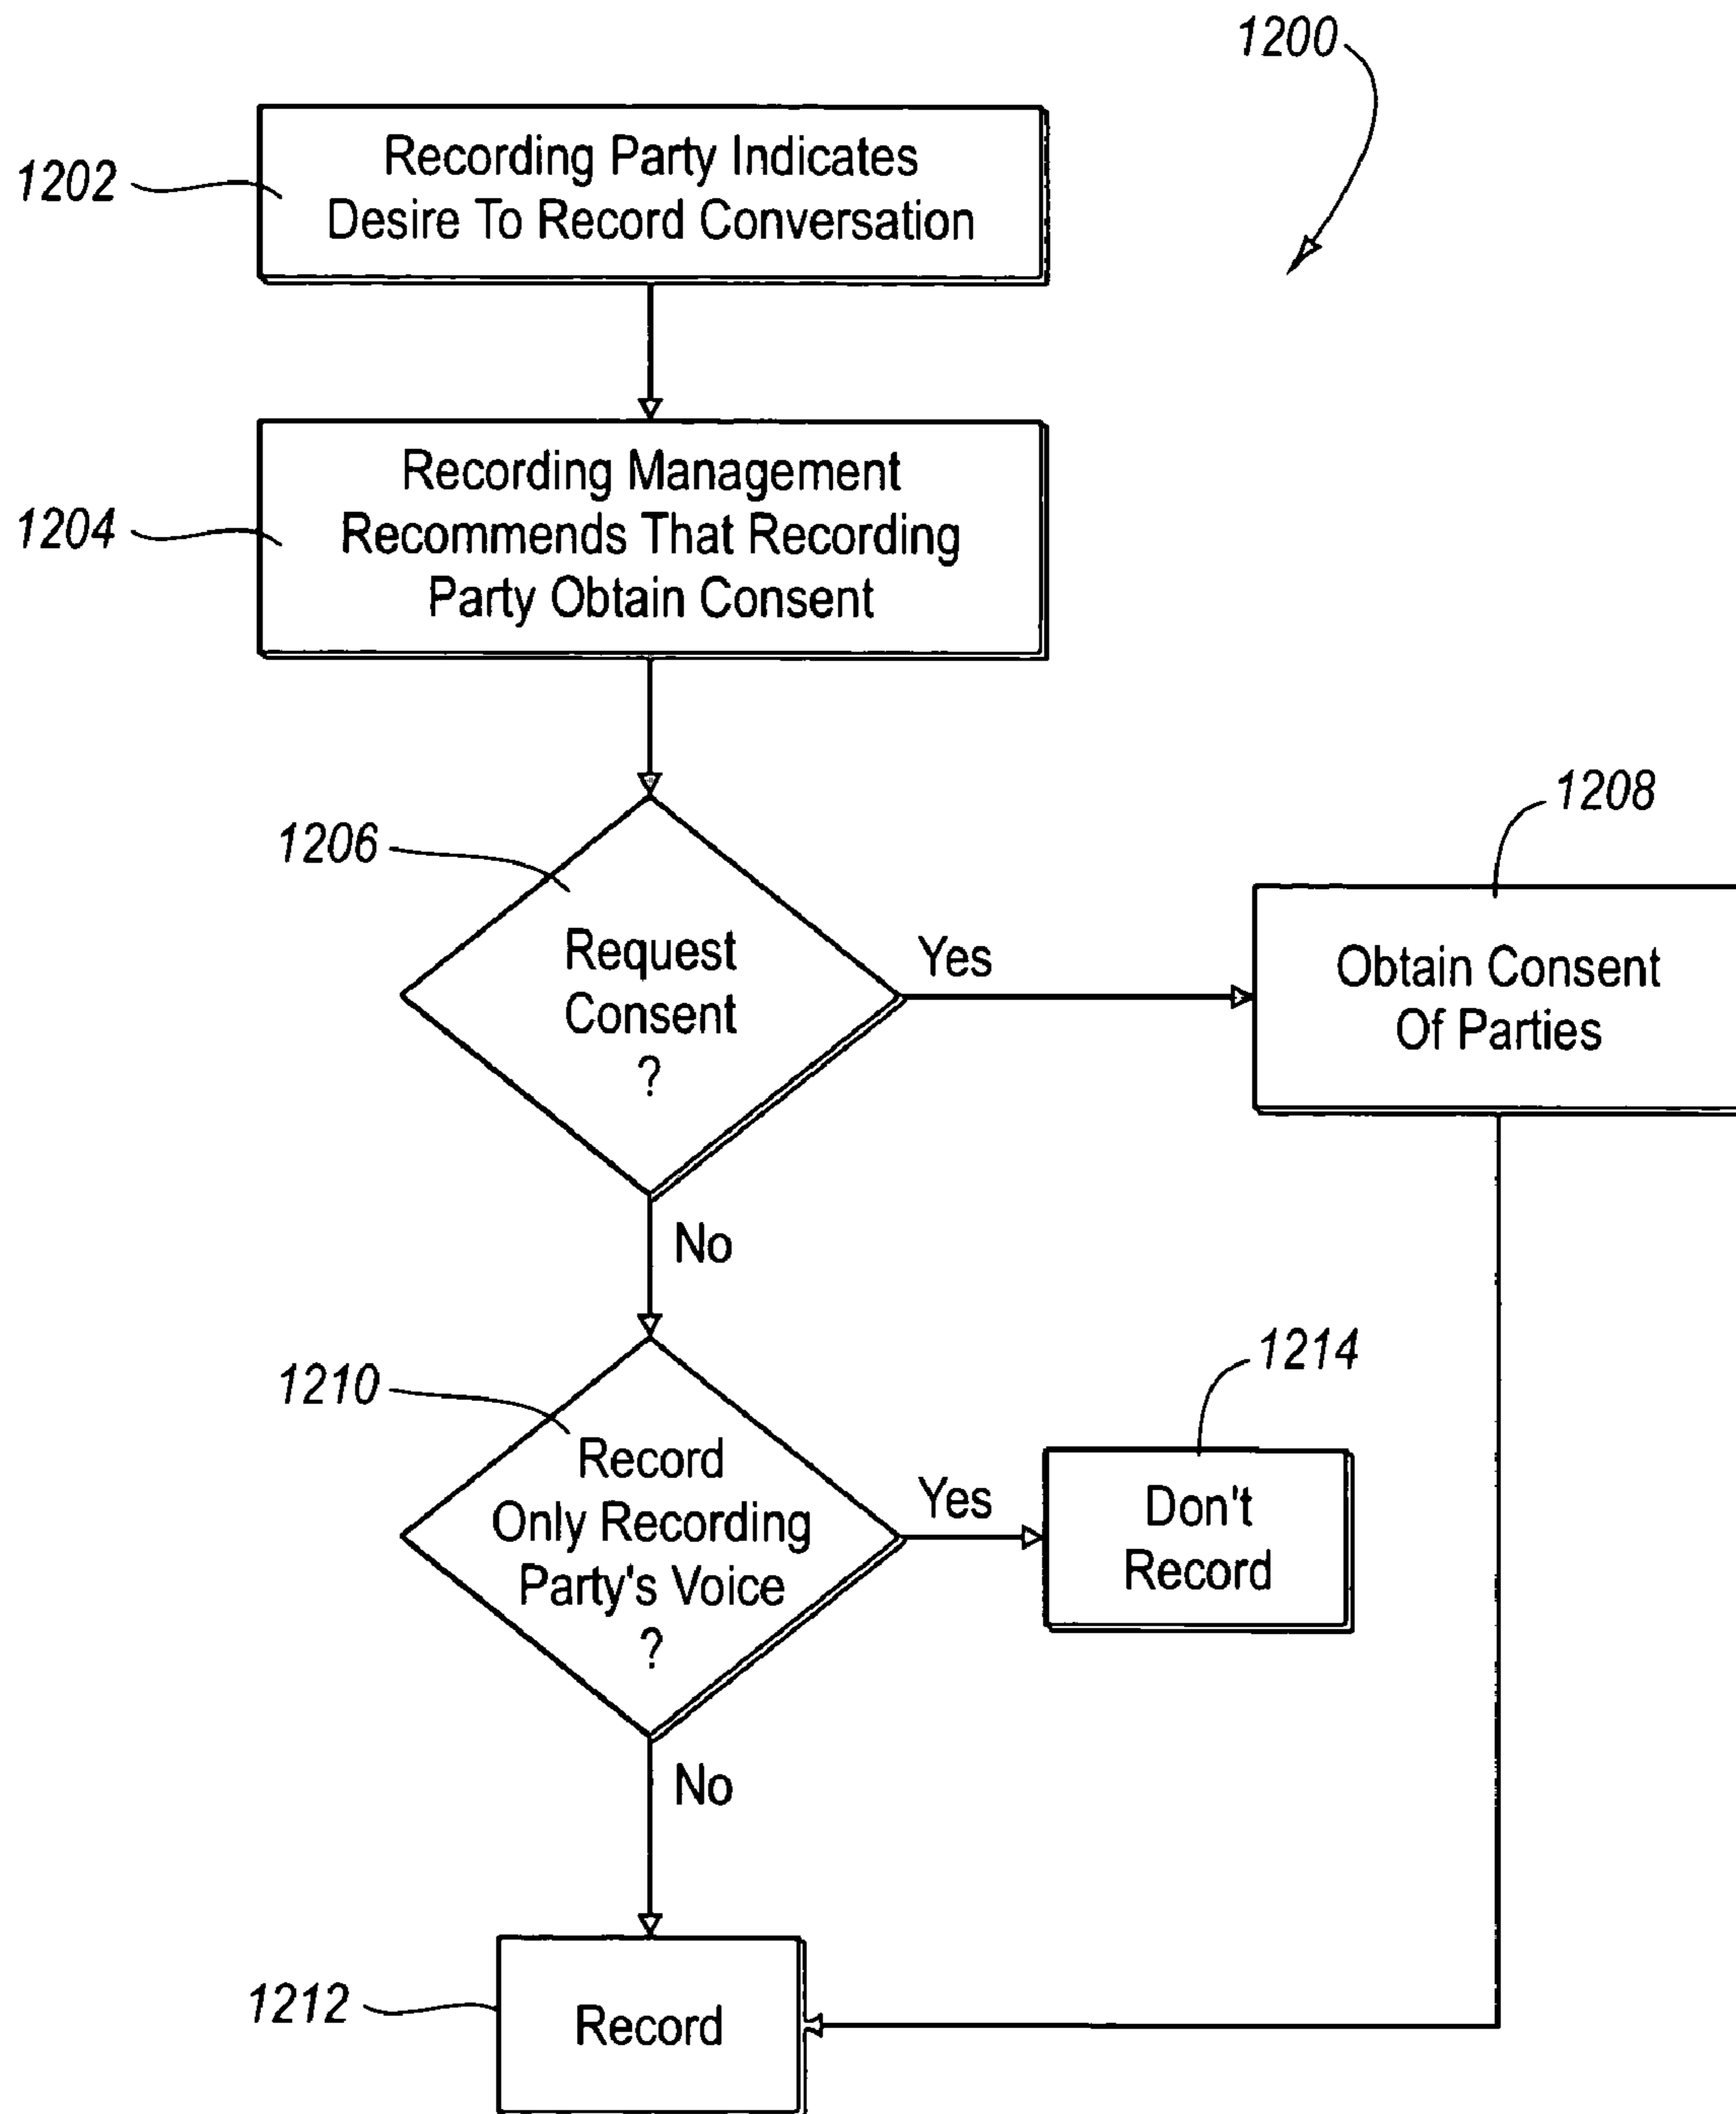 1200
1202
Recording Party Indicates
Desire To Record Conversation
1204
Recording Management
Recommends That Recording
Party Obtain Consent
1206
Request
Consent
?
Yes
1208
Obtain Consent
Of Parties
No
1210
Record
Only Recording
Party's Voice
?
Yes
1214
Don't
Record
No
1212
Record